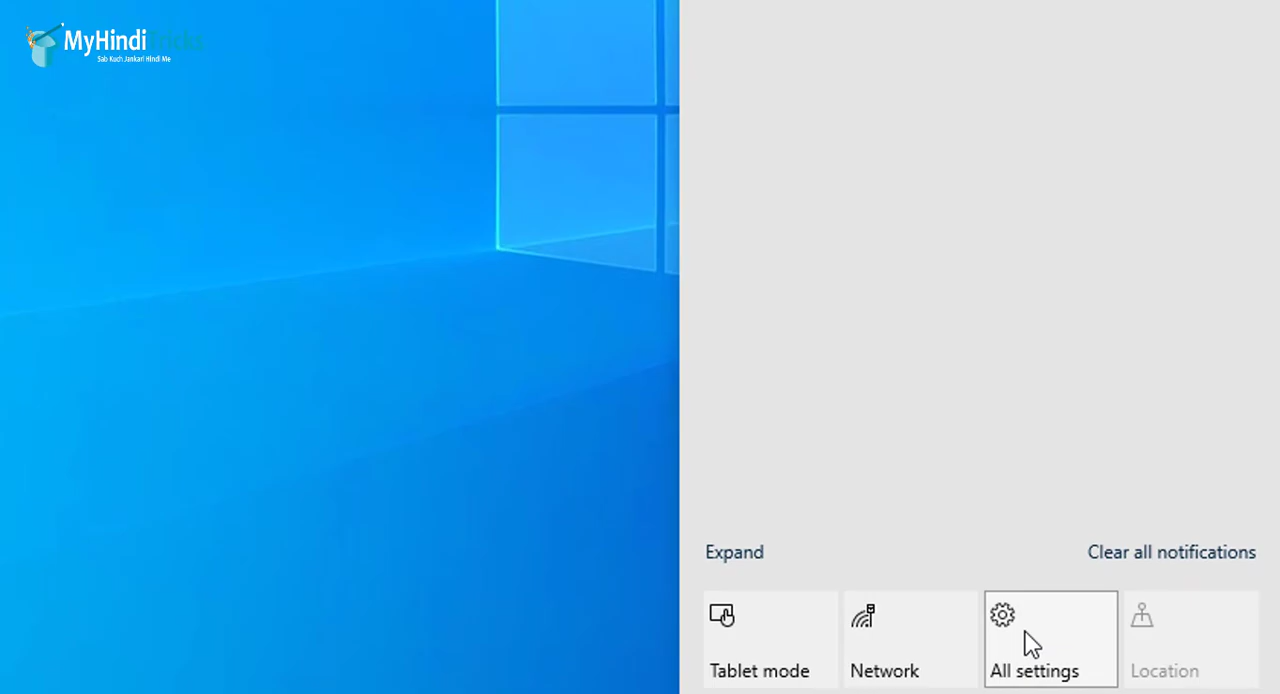 MyHindiTricks
Sab Kuch Jankari Hindi Me
Expand
Clear all notifications
Tablet mode
Network
All settings
Location